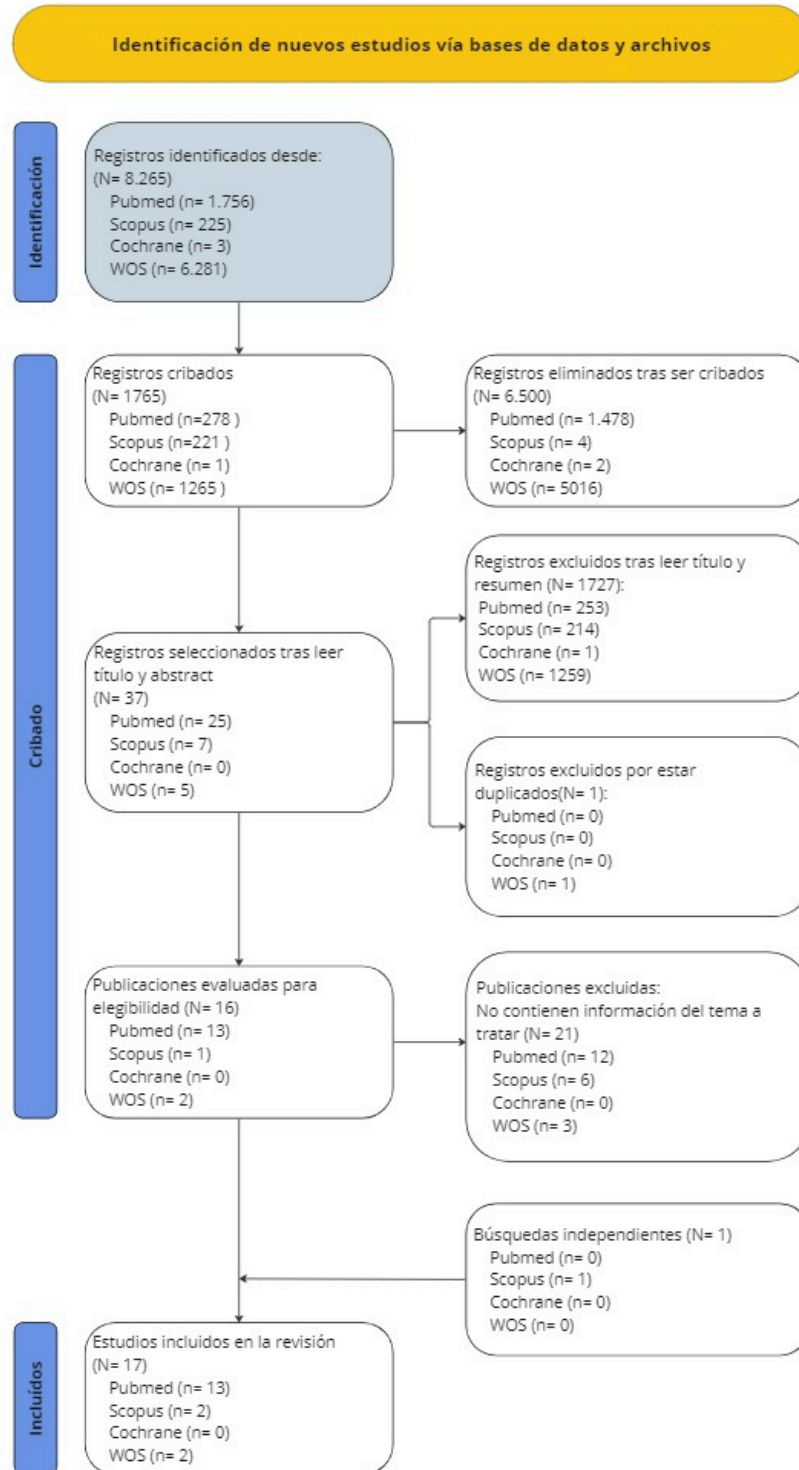 Identificación de nuevos estudios vía bases de datos y archivos
Identificación
Registros identificados desde:
(N= 8.265)
Pubmed (n= 1.756)
Scopus (n= 225)
Cochrane (n= 3)
WOS (n= 6.281)
Cribado
Registros cribados
(N= 1765)
Pubmed (n=278 )
Scopus (n=221 )
Cochrane (n= 1)
WOS (n= 1265 )
Registros eliminados tras ser cribados
(N= 6.500)
Pubmed (n= 1.478)
Scopus (n= 4)
Cochrane (n= 2)
WOS (n= 5016)
Registros excluidos tras leer título y
resumen (N= 1727):
Pubmed (n= 253)
Scopus (n= 214)
Cochrane (n= 1)
WOS (n= 1259)
Registros seleccionados tras leer
título y abstract
(N= 37)
Pubmed (n= 25)
Scopus (n= 7)
Cochrane (n= 0)
WOS (n= 5)
Registros excluidos por estar
duplicados(N= 1):
Pubmed (n= 0)
Scopus (n= 0)
Cochrane (n= 0)
WOS (n= 1)
Publicaciones evaluadas para
elegibilidad (N= 16)
Pubmed (n= 13)
Scopus (n= 1)
Cochrane (n= 0)
WOS (n= 2)
Publicaciones excluidas:
No contienen información del tema a
tratar (N= 21)
Pubmed (n= 12)
Scopus (n= 6)
Cochrane (n= 0)
WOS (n= 3)
Búsquedas independientes (N= 1)
Pubmed (n= 0)
Scopus (n= 1)
Cochrane (n= 0)
WOS (n= 0)
Incluídos
Estudios incluidos en la revisión
(N= 17)
Pubmed (n= 13)
Scopus (n= 2)
Cochrane (n= 0)
WOS (n= 2)